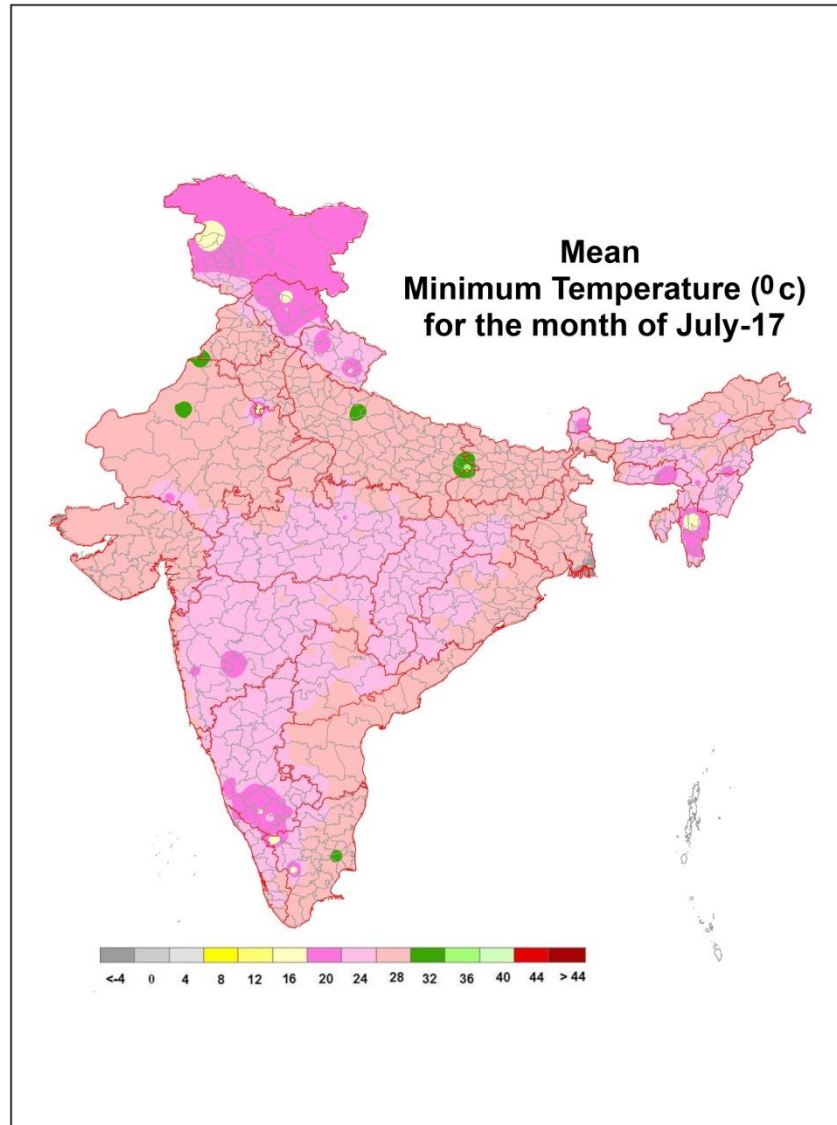 Mean
Minimum Temperature (⁰ c)
for the month of July-17
<-4 0 4 8 12 16 20 24 28 32 36 40 44 > 44